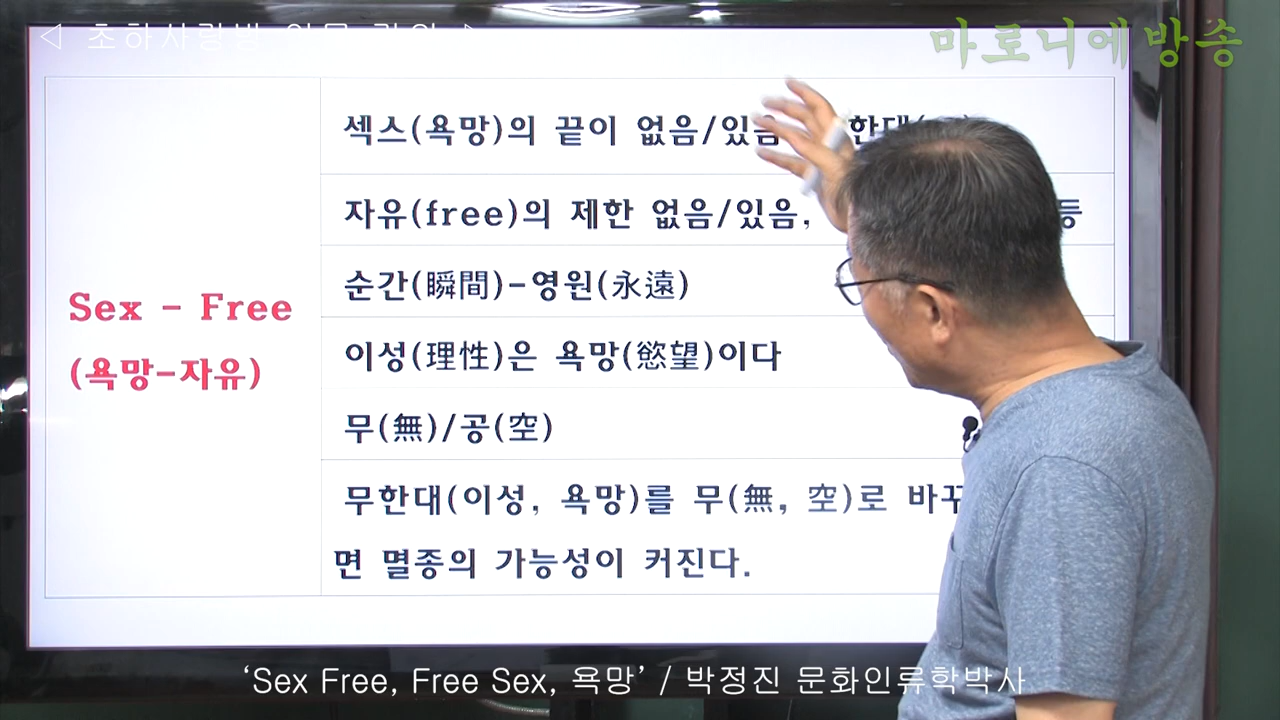 마로니에방송
섹스(욕망)의 끝이 없음/있음
자유(free)의 제한 없음/있음, 등
순간(瞬間)-영원(永遠)
Sex - Free
(욕망-자유)
이성(理性)은 욕망(慾望)이다
무(無)/공(空)
무한대(이성, 욕망)를 무(無, 空)로
면 멸종의 가능성이 커진다.
‘Sex Free, Free Sex, 욕망’ / 박정진 문화인류학박사